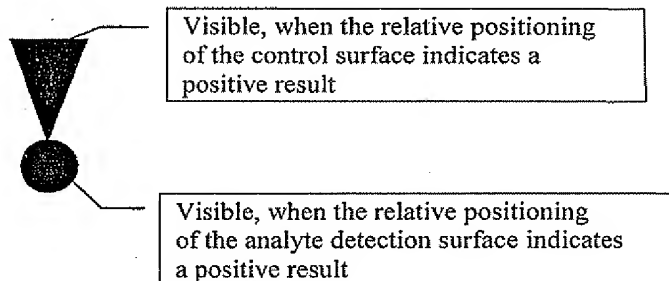 Visible, when the relative positioning
of the control surface indicates a
positive result
Visible, when the relative positioning
of the analyte detection surface indicates
a positive result